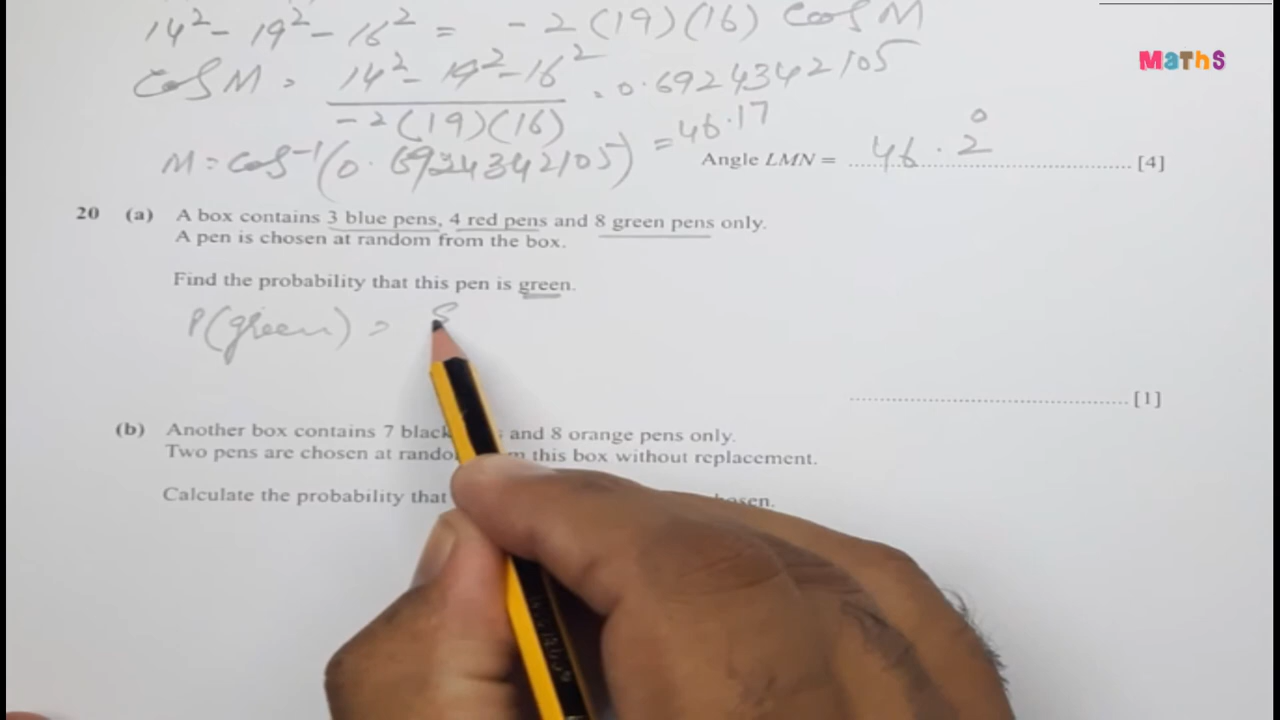 14² - 19² - 16² = - 2 (19)(16) Cos M
Maths
Cos M = 14² - 19² - 16² / -2(19)(16) = 0.6924342105
M = cos⁻¹(0.6924342105) = 46.17
Angle LMN = 46.2° [4]
20 (a) A box contains 3 blue pens, 4 red pens and 8 green pens only.
A pen is chosen at random from the box.
Find the probability that this pen is green.
P(green) = 8
[1]
(b) Another box contains 7 black and 8 orange pens only.
Two pens are chosen at this box without replacement.
Calculate the probability that